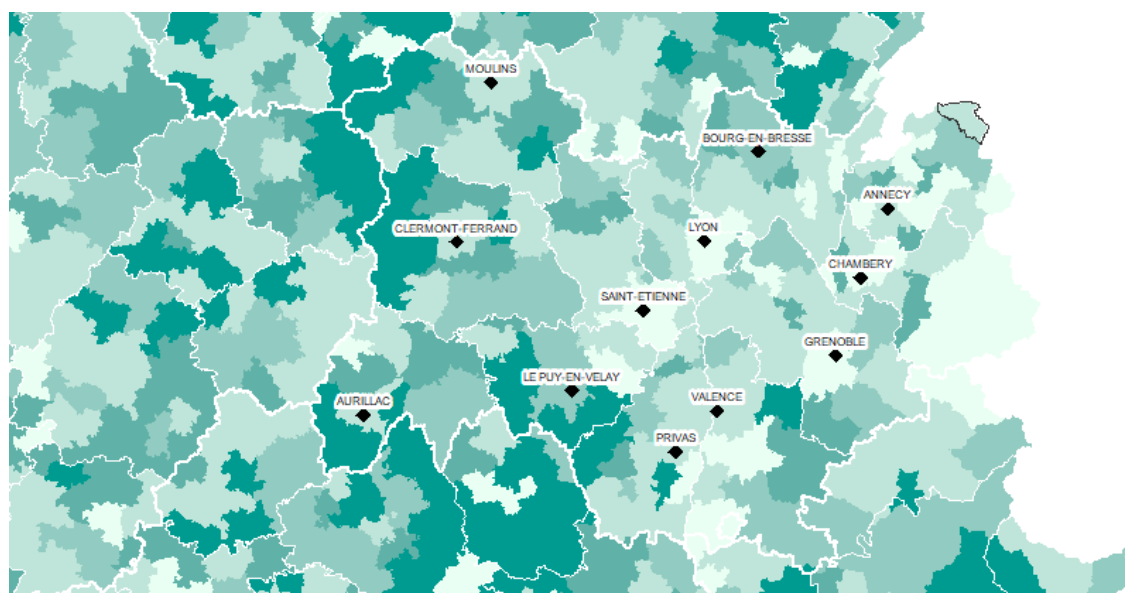 MOULINS
BOURG-EN-BRESSE
ANNECY
CLERMONT-FERRAND
LYON
CHAMBERY
SAINT-ETIENNE
GRENOBLE
LE PUY-EN-VELAY
AURILLAC
VALENCE
PRIVAS